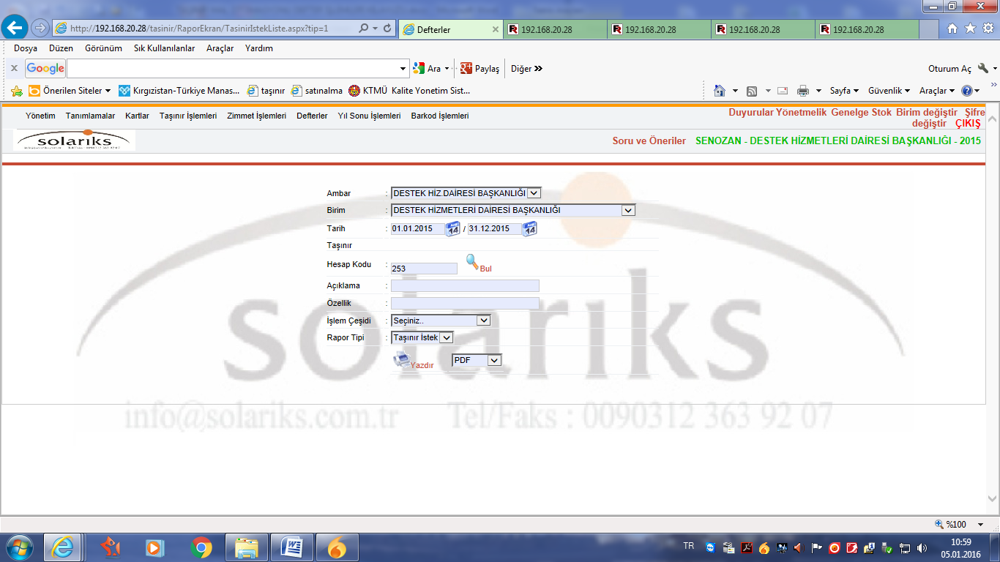 http://192.168.20.28/tasinir/RaporEkran/TasinirIstekListe.aspx?tip=1
Defterler
192.168.20.28
192.168.20.28
192.168.20.28
192.168.20.28
Dosya Düzen Görünüm Sık Kullanılanlar Araçlar Yardım
x Google Ara Paylaş Diğer Oturum Aç
Önerilen Siteler Kırgızistan-Türkiye Manas... taşınır satınalma KTMÜ Kalite Yonetim Sist... Sayfa Güvenlik Araçlar
Yönetim Tanımlamalar Kartlar Taşınır İşlemleri Zimmet İşlemleri Defterler Yıl Sonu İşlemleri Barkod İşlemleri
Duyurular Yönetmelik Genelge Stok Birim değiştir Şifre
değiştir ÇIKIŞ
solarıks
Soru ve Öneriler SENOZAN - DESTEK HİZMETLERİ DAİRESİ BAŞKANLIĞI - 2015
Ambar : DESTEK HİZ.DAİRESİ BAŞKANLIĞI
Birim : DESTEK HİZMETLERİ DAİRESİ BAŞKANLIĞI
Tarih : 01.01.2015 / 31.12.2015
Taşınır
Hesap Kodu : 253 Bul
Açıklama :
Özellik :
İşlem Çeşidi : Seçiniz..
Rapor Tipi : Taşınır İstek
Yazdır PDF
solarıks
info@solariks.com.tr Tel/Faks : 0090312 363 92 07
%100
TR 10:59
05.01.2016